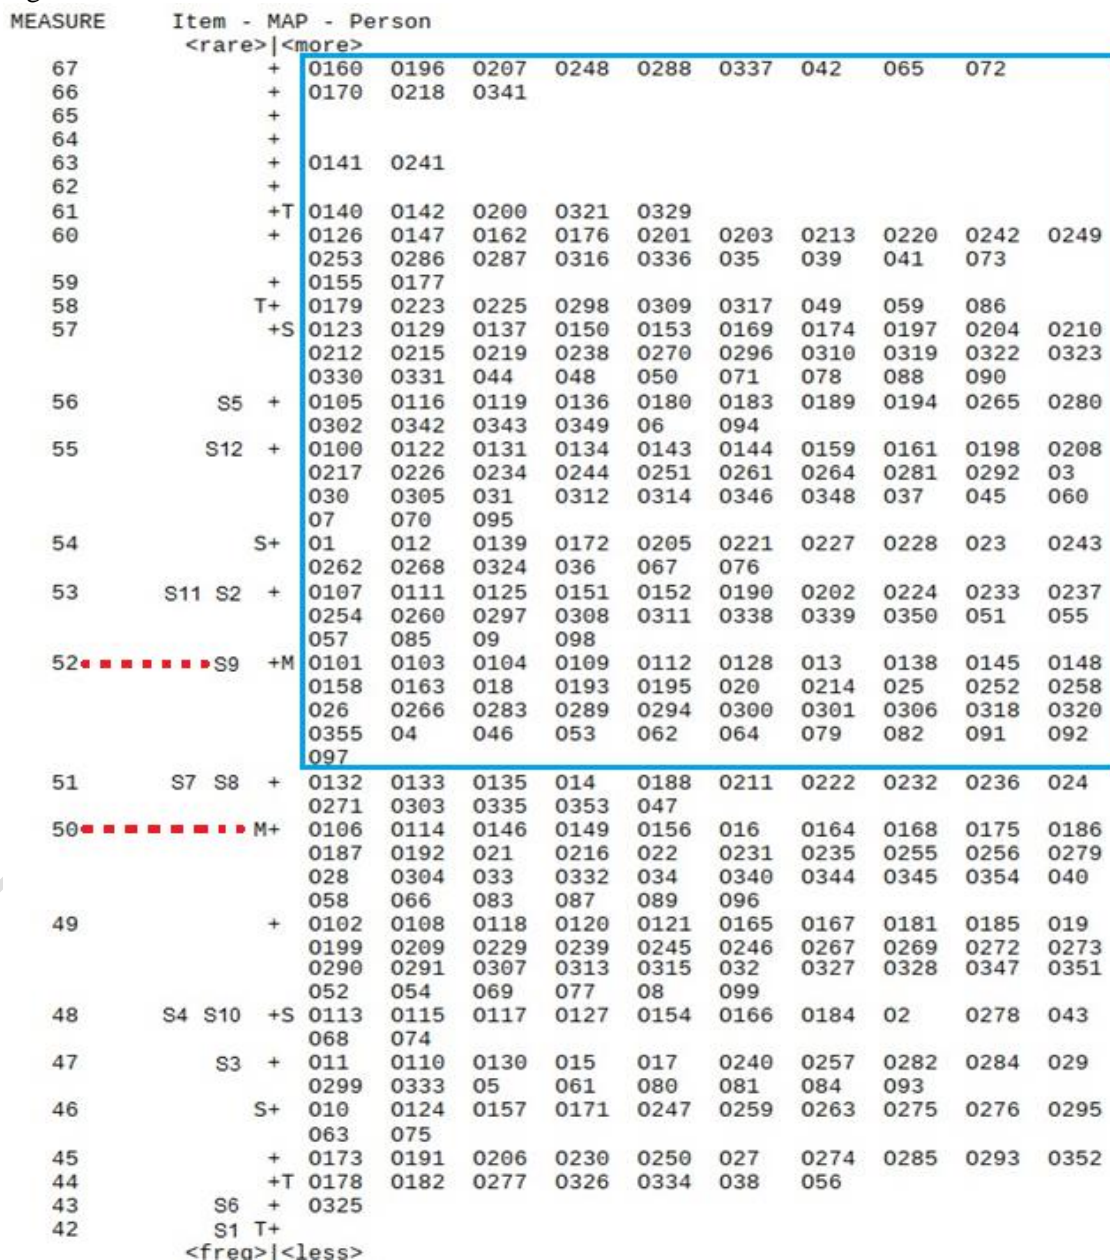 MEASURE Item - MAP - Person
<rare>|<more>
67 + 0160 0196 0207 0248 0288 0337 042 065 072
66 + 0170 0218 0341
65 +
64 +
63 + 0141 0241
62 +
61 +T 0140 0142 0200 0321 0329
60 + 0126 0147 0162 0176 0201 0203 0213 0220 0242 0249
0253 0286 0287 0316 0336 035 039 041 073
59 + 0155 0177
58 T+ 0179 0223 0225 0298 0309 0317 049 059 086
57 +S 0123 0129 0137 0150 0153 0169 0174 0197 0204 0210
0212 0215 0219 0238 0270 0296 0310 0319 0322 0323
0330 0331 044 048 050 071 078 088 090
56 S5 + 0105 0116 0119 0136 0180 0183 0189 0194 0265 0280
0302 0342 0343 0349 06 094
55 S12 + 0100 0122 0131 0134 0143 0144 0159 0161 0198 0208
0217 0226 0234 0244 0251 0261 0264 0281 0292 03
030 0305 031 0312 0314 0346 0348 037 045 060
07 070 095
54 S+ 01 012 0139 0172 0205 0221 0227 0228 023 0243
0262 0268 0324 036 067 076
53 S11 S2 + 0107 0111 0125 0151 0152 0190 0202 0224 0233 0237
0254 0260 0297 0308 0311 0338 0339 0350 051 055
057 085 09 098
52 S9 +M 0101 0103 0104 0109 0112 0128 013 0138 0145 0148
0158 0163 018 0193 0195 020 0214 025 0252 0258
026 0266 0283 0289 0294 0300 0301 0306 0318 0320
0355 04 046 053 062 064 079 082 091 092
097
51 S7 S8 + 0132 0133 0135 014 0188 0211 0222 0232 0236 024
0271 0303 0335 0353 047
50 M+ 0106 0114 0146 0149 0156 016 0164 0168 0175 0186
0187 0192 021 0216 022 0231 0235 0255 0256 0279
028 0304 033 0332 034 0340 0344 0345 0354 040
058 066 083 087 089 096
49 + 0102 0108 0118 0120 0121 0165 0167 0181 0185 019
0199 0209 0229 0239 0245 0246 0267 0269 0272 0273
0290 0291 0307 0313 0315 032 0327 0328 0347 0351
052 054 069 077 08 099
48 S4 S10 +S 0113 0115 0117 0127 0154 0166 0184 02 0278 043
068 074
47 S3 + 011 0110 0130 015 017 0240 0257 0282 0284 029
0299 0333 05 061 080 081 084 093
46 S+ 010 0124 0157 0171 0247 0259 0263 0275 0276 0295
063 075
45 + 0173 0191 0206 0230 0250 027 0274 0285 0293 0352
44 +T 0178 0182 0277 0326 0334 038 056
43 S6 + 0325
42 S1 T+
<freq>|<less>